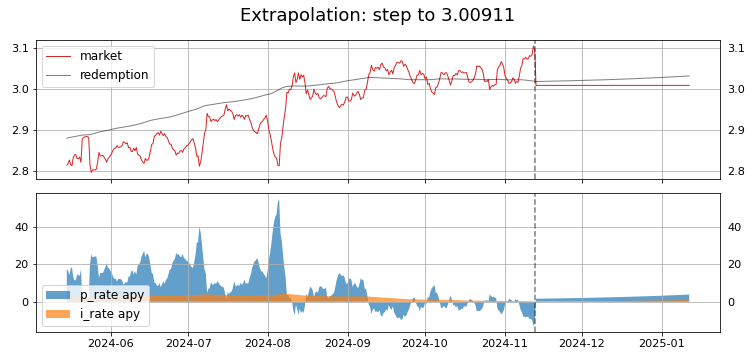 Extrapolation: step to 3.00911
3.1
3.0
2.9
2.8
market
redemption
3.1
3.0
2.9
2.8
40
20
0
p_rate apy
i_rate apy
40
20
0
2024-06 2024-07 2024-08 2024-09 2024-10 2024-11 2024-12 2025-01